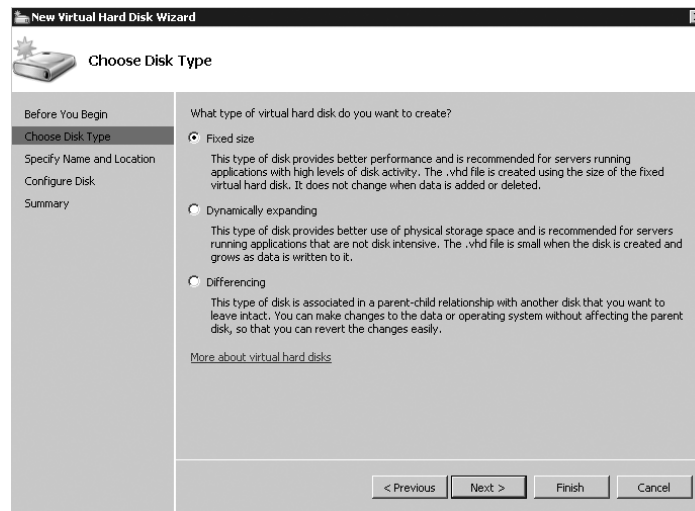 New Virtual Hard Disk Wizard
Choose Disk Type
Before You Begin
Choose Disk Type
Specify Name and Location
Configure Disk
Summary
What type of virtual hard disk do you want to create?
Fixed size
This type of disk provides better performance and is recommended for servers running
applications with high levels of disk activity. The .vhd file is created using the size of the fixed
virtual hard disk. It does not change when data is added or deleted.
Dynamically expanding
This type of disk provides better use of physical storage space and is recommended for servers
running applications that are not disk intensive. The .vhd file is small when the disk is created and
grows as data is written to it.
Differencing
This type of disk is associated in a parent-child relationship with another disk that you want to
leave intact. You can make changes to the data or operating system without affecting the parent
disk, so that you can revert the changes easily.
More about virtual hard disks
< Previous
Next >
Finish
Cancel